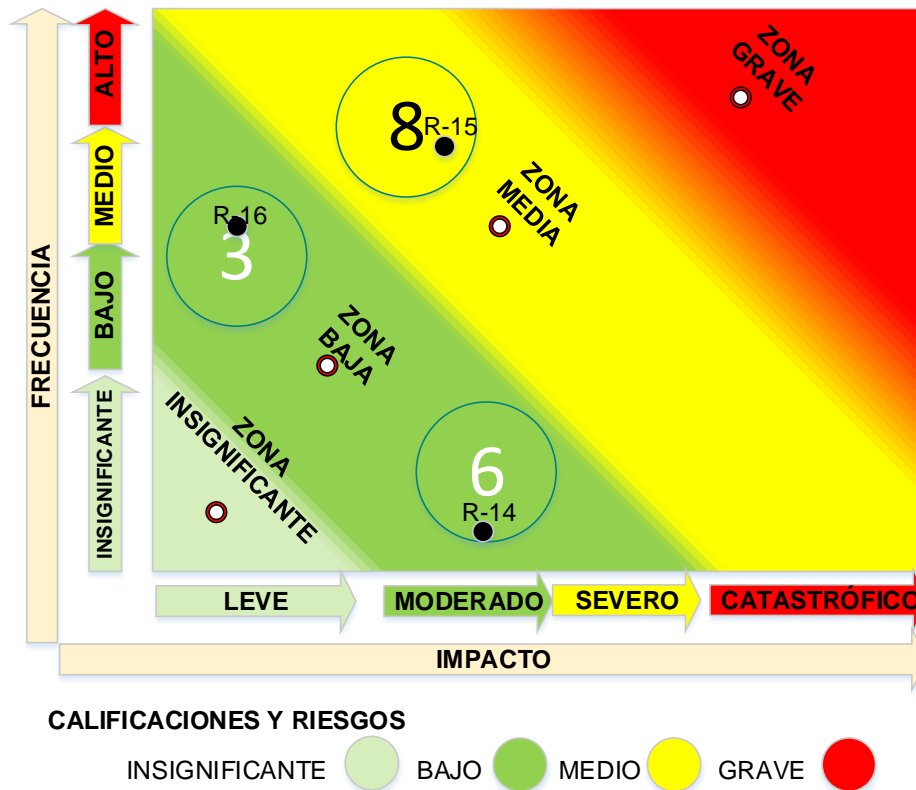 FRECUENCIA
ALTO
MEDIO
BAJO
INSIGNIFICANTE
ZONA
GRAVE
8
R-15
ZONA
MEDIA
R-16
3
ZONA
BAJA
ZONA
INSIGNIFICANTE
6
R-14
LEVE
MODERADO
SEVERO
CATASTRÓFICO
IMPACTO
CALIFICACIONES Y RIESGOS
INSIGNIFICANTE BAJO MEDIO GRAVE